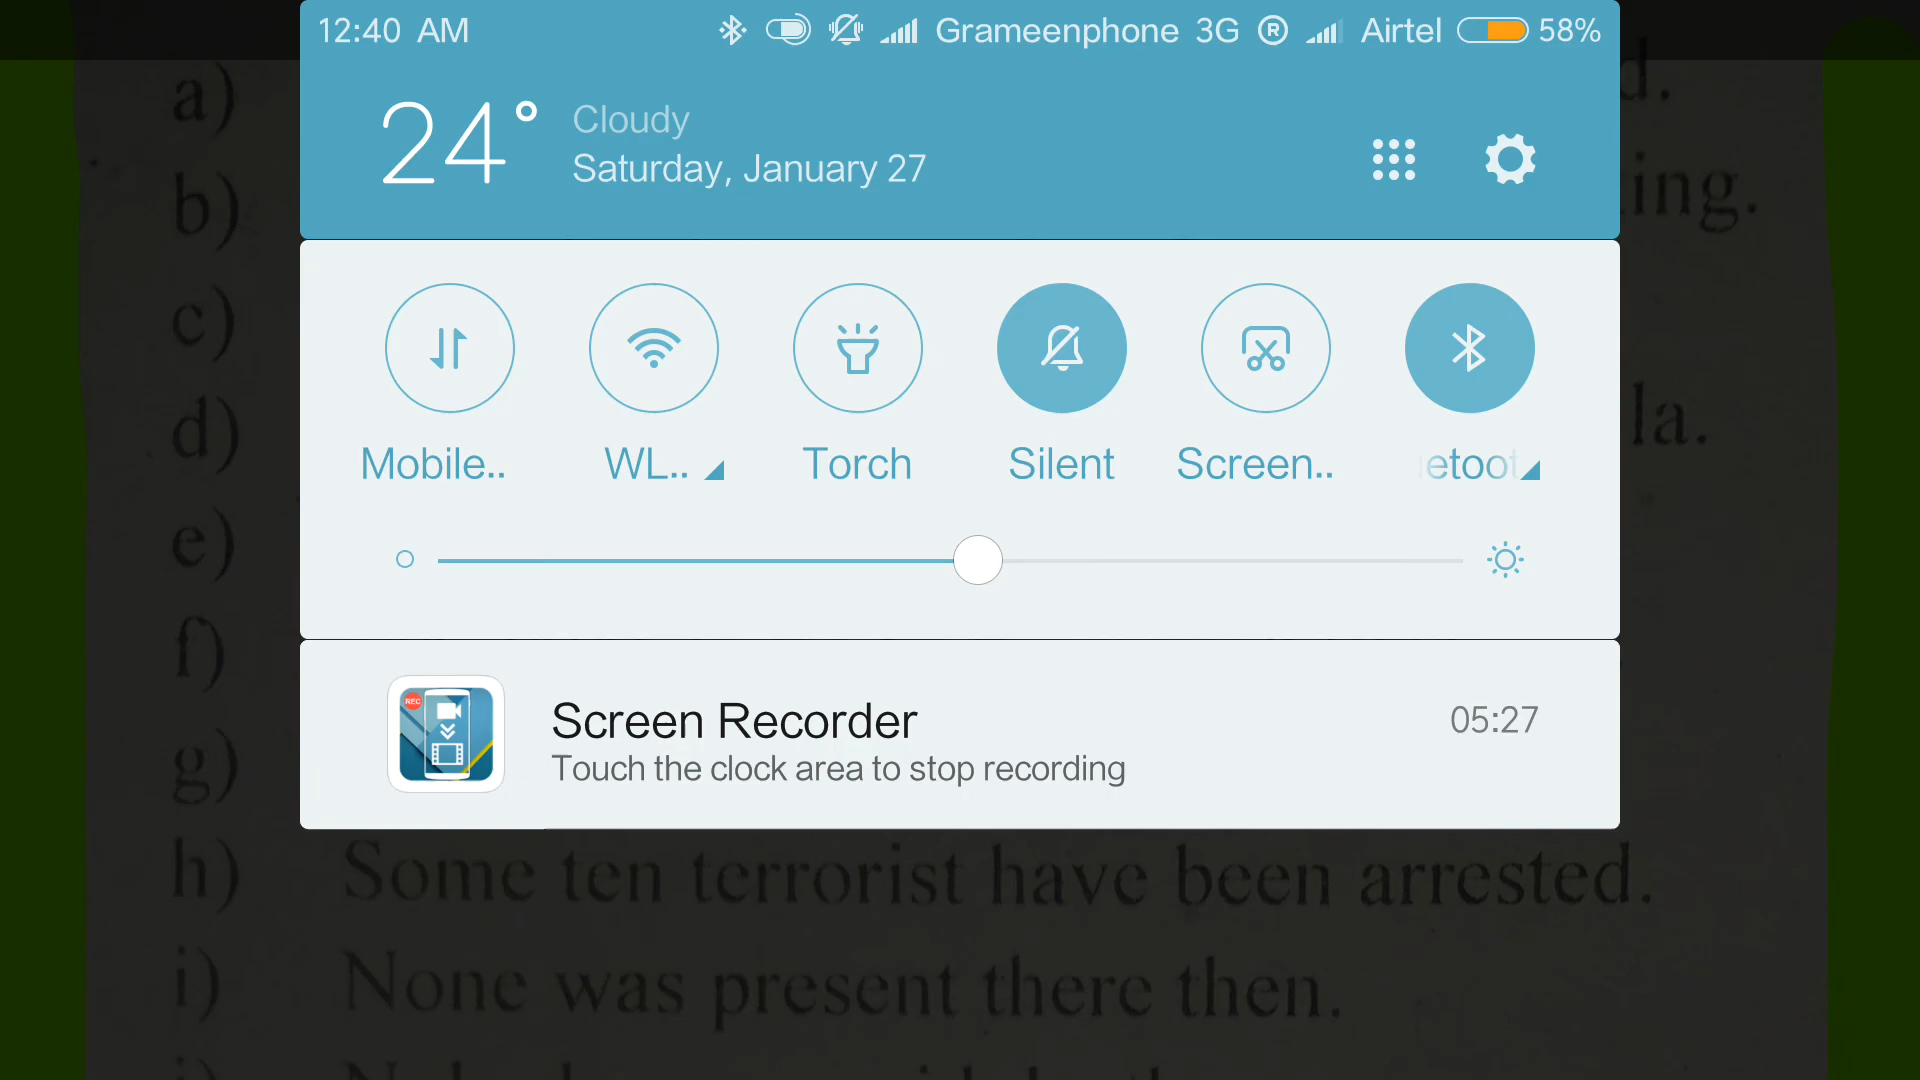 12:40 AM Grameenphone 3G R Airtel 58%
24° Cloudy
Saturday, January 27
Mobile.. WL.. Torch Silent Screen.. etoot
REC
Screen Recorder 05:27
Touch the clock area to stop recording
a) d.
b) ing.
c)
d) la.
e)
f)
g)
h) Some ten terrorist have been arrested.
i) None was present there then.